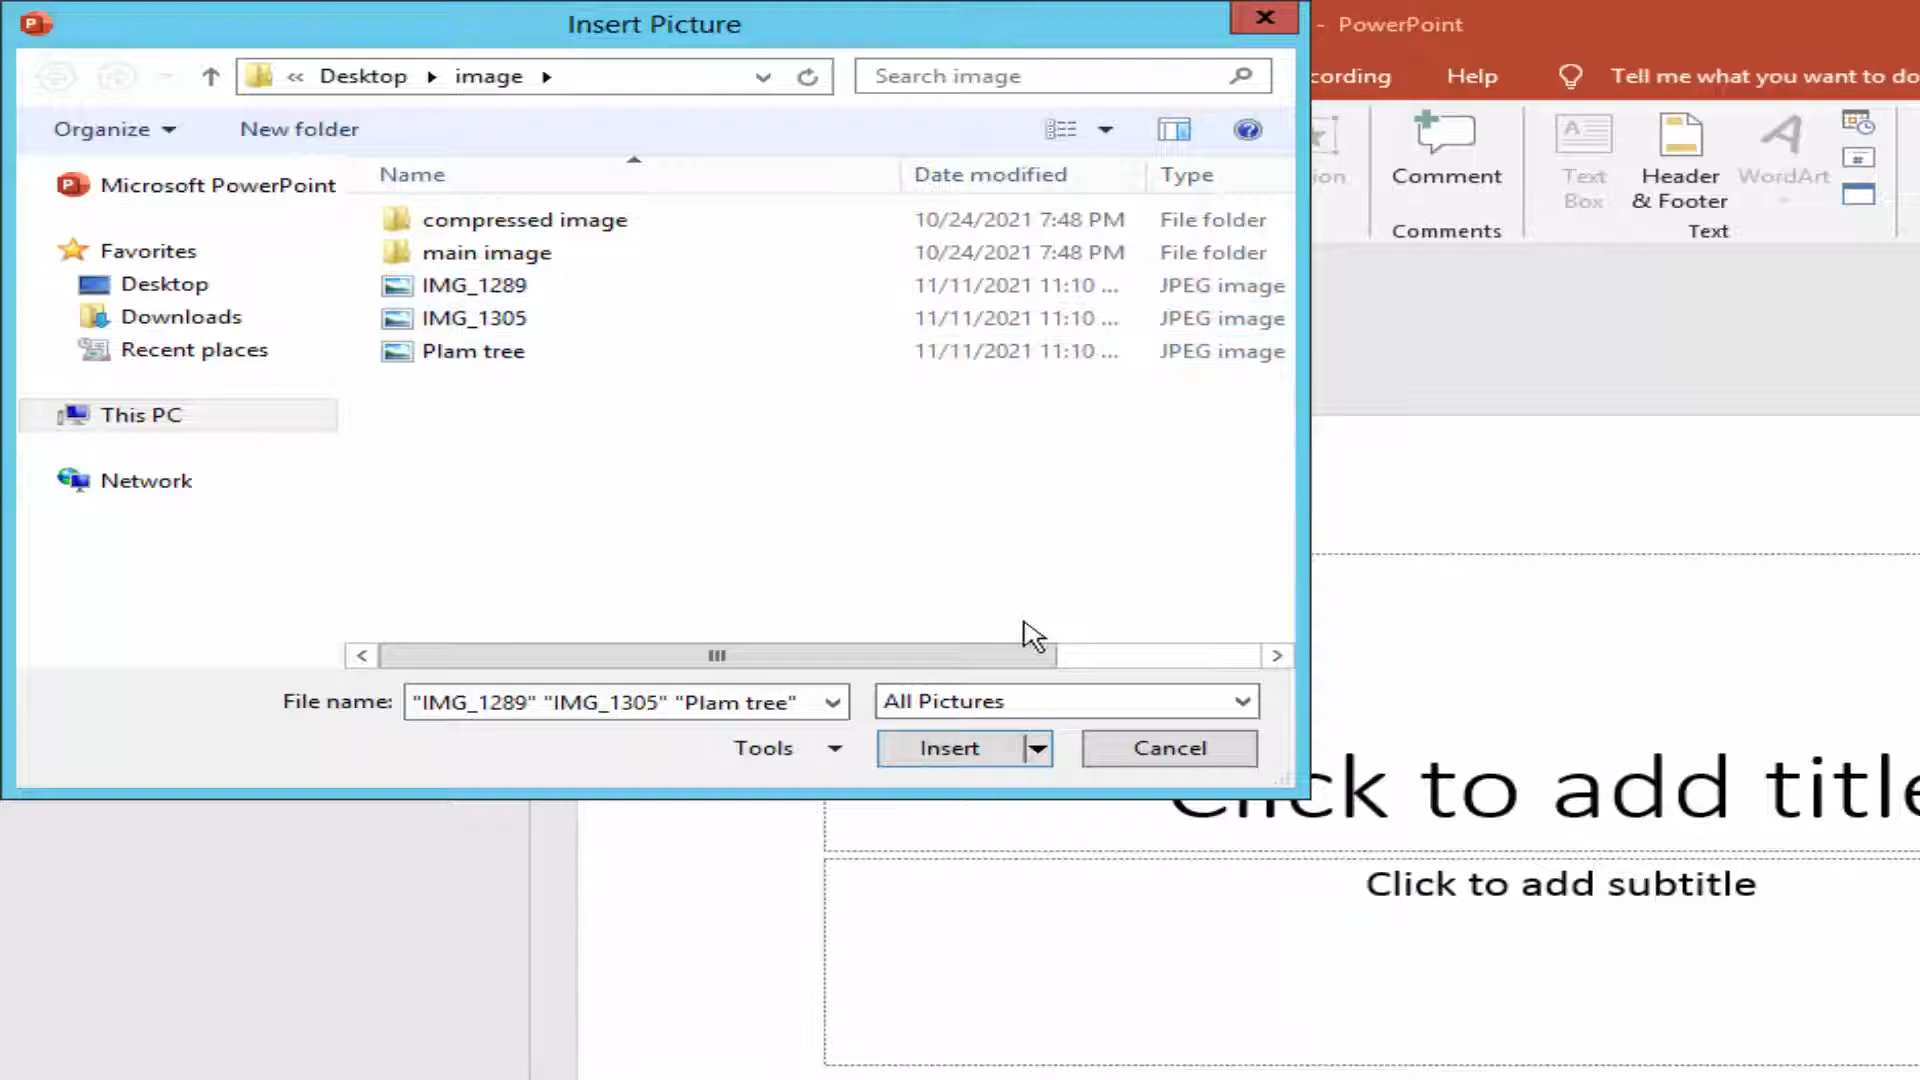 Insert Picture
- PowerPoint
« Desktop image
Search image
cording Help Tell me what you want to do
Organize New folder
Name Date modified Type
Microsoft PowerPoint
compressed image 10/24/2021 7:48 PM File folder
main image 10/24/2021 7:48 PM File folder
IMG_1289 11/11/2021 11:10 ... JPEG image
IMG_1305 11/11/2021 11:10 ... JPEG image
Plam tree 11/11/2021 11:10 ... JPEG image
Favorites
Desktop
Downloads
Recent places
This PC
Network
ion
Comment
Comments
Text
Box
Header
& Footer
WordArt
Text
File name: "IMG_1289" "IMG_1305" "Plam tree" All Pictures
Tools Insert Cancel
Click to add title
Click to add subtitle